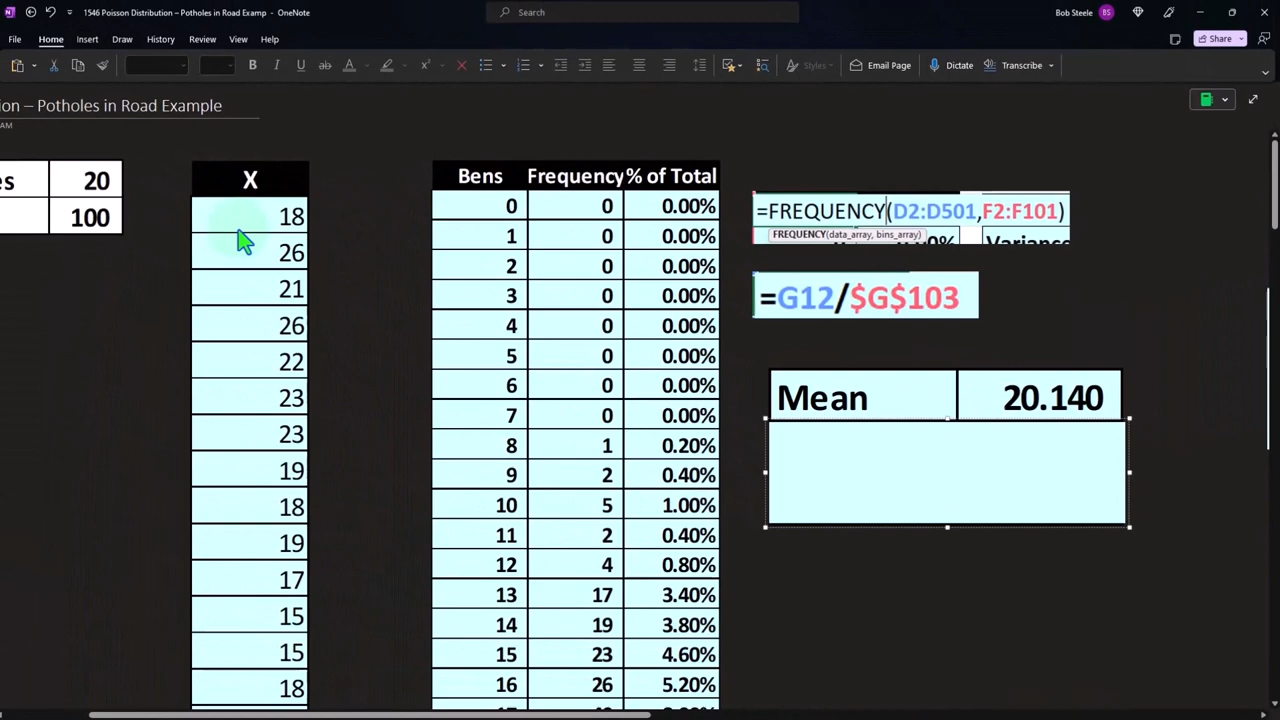 1546 Poisson Distribution – Potholes in Road Examp - OneNote
Search
Bob Steele
BS
File Home Insert Draw History Review View Help
Share
B I U ab A x Styles Email Page Dictate Transcribe
ion – Potholes in Road Example
AM
es 20
100
X
18
26
21
26
22
23
23
19
18
19
17
15
15
18
Bens Frequency % of Total
0 0 0.00%
1 0 0.00%
2 0 0.00%
3 0 0.00%
4 0 0.00%
5 0 0.00%
6 0 0.00%
7 0 0.00%
8 1 0.20%
9 2 0.40%
10 5 1.00%
11 2 0.40%
12 4 0.80%
13 17 3.40%
14 19 3.80%
15 23 4.60%
16 26 5.20%
=FREQUENCY(D2:D501,F2:F101)
FREQUENCY(data_array, bins_array)
Variance
=G12/$G$103
Mean 20.140